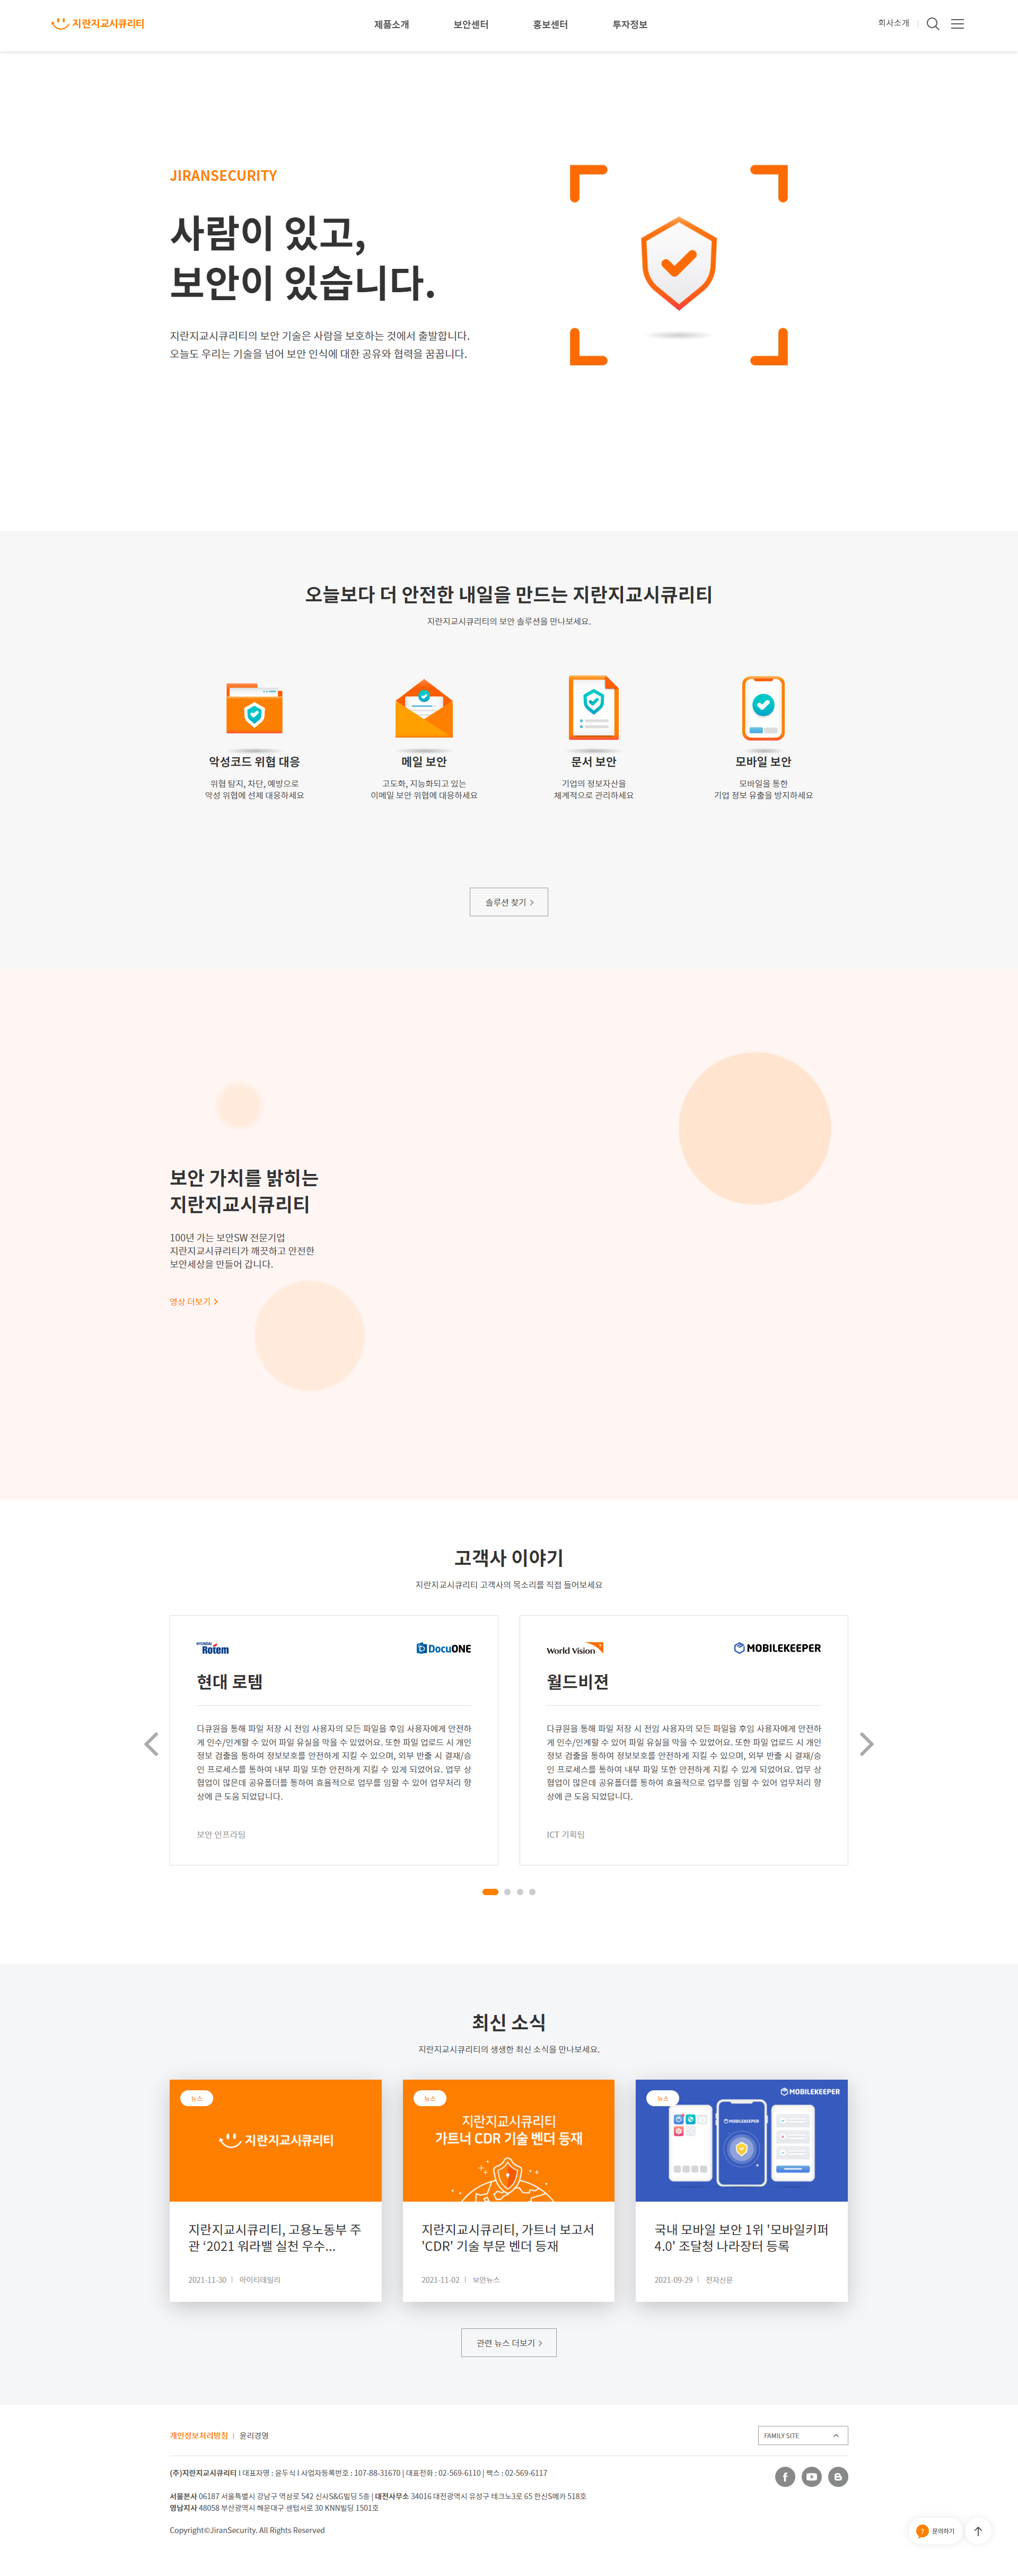 지란지교시큐리티
제품소개
보안센터
홍보센터
투자정보
회사소개
JIRANSECURITY
사람이 있고,
보안이 있습니다.
지란지교시큐리티의 보안 기술은 사람을 보호하는 것에서 출발합니다.
오늘도 우리는 기술을 넘어 보안 인식에 대한 공유와 협력을 꿈꿉니다.
오늘보다 더 안전한 내일을 만드는 지란지교시큐리티
지란지교시큐리티의 보안 솔루션을 만나보세요.
악성코드 위협 대응
위협 탐지, 차단, 예방으로
악성 위협에 선제 대응하세요
메일 보안
고도화, 지능화되고 있는
이메일 보안 위협에 대응하세요
문서 보안
기업의 정보자산을
체계적으로 관리하세요
모바일 보안
모바일을 통한
기업 정보 유출을 방지하세요
솔루션 찾기
보안 가치를 밝히는
지란지교시큐리티
100년 가는 보안SW 전문기업
지란지교시큐리티가 깨끗하고 안전한
보안세상을 만들어 갑니다.
영상 더보기
고객사 이야기
지란지교시큐리티 고객사의 목소리를 직접 들어보세요
HYUNDAI
Rotem
DocuONE
현대 로템
다큐원을 통해 파일 저장 시 전임 사용자의 모든 파일을 후임 사용자에게 안전하
게 인수/인계할 수 있어 파일 유실을 막을 수 있었어요. 또한 파일 업로드 시 개인
정보 검출을 통하여 정보보호를 안전하게 지킬 수 있으며, 외부 반출 시 결재/승
인 프로세스를 통하여 내부 파일 또한 안전하게 지킬 수 있게 되었어요. 업무 상
협업이 많은데 공유폴더를 통하여 효율적으로 업무를 임할 수 있어 업무처리 향
상에 큰 도움 되었답니다.
보안 인프라팀
World Vision
MOBILEKEEPER
월드비젼
다큐원을 통해 파일 저장 시 전임 사용자의 모든 파일을 후임 사용자에게 안전하
게 인수/인계할 수 있어 파일 유실을 막을 수 있었어요. 또한 파일 업로드 시 개인
정보 검출을 통하여 정보보호를 안전하게 지킬 수 있으며, 외부 반출 시 결재/승
인 프로세스를 통하여 내부 파일 또한 안전하게 지킬 수 있게 되었어요. 업무 상
협업이 많은데 공유폴더를 통하여 효율적으로 업무를 임할 수 있어 업무처리 향
상에 큰 도움 되었답니다.
ICT 기획팀
최신 소식
지란지교시큐리티의 생생한 최신 소식을 만나보세요.
뉴스
지란지교시큐리티
지란지교시큐리티, 고용노동부 주
관 ‘2021 워라밸 실천 우수...
2021-11-30 | 아이티데일리
뉴스
지란지교시큐리티
가트너 CDR 기술 벤더 등재
지란지교시큐리티, 가트너 보고서
'CDR' 기술 부문 벤더 등재
2021-11-02 | 보안뉴스
뉴스
MOBILEKEEPER
MOBILEKEEPER
국내 모바일 보안 1위 '모바일키퍼
4.0' 조달청 나라장터 등록
2021-09-29 | 전자신문
관련 뉴스 더보기
개인정보처리방침 | 윤리경영
FAMILY SITE
(주)지란지교시큐리티 I 대표자명 : 윤두식 I 사업자등록번호 : 107-88-31670 | 대표전화 : 02-569-6110 | 팩스 : 02-569-6117
서울본사 06187 서울특별시 강남구 역삼로 542 신사S&G빌딩 5층 | 대전사무소 34016 대전광역시 유성구 테크노3로 65 한신S메카 518호
영남지사 48058 부산광역시 해운대구 센텀서로 30 KNN빌딩 1501호
Copyright©JiranSecurity. All Rights Reserved
문의하기